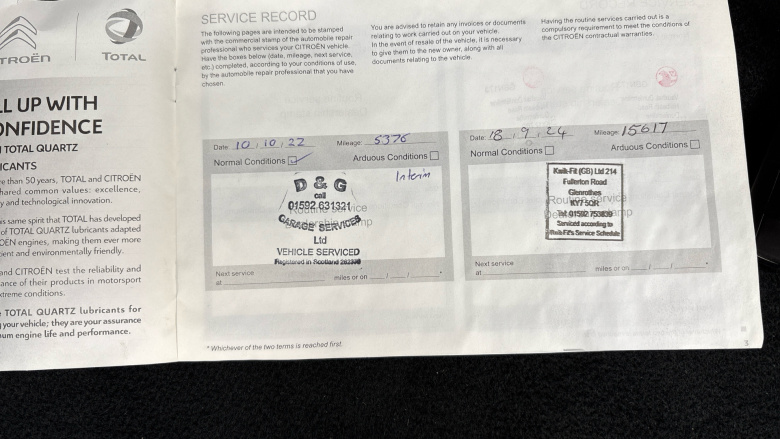 TROËN
TOTAL
LL UP WITH
ONFIDENCE
TOTAL QUARTZ
ICANTS
re than 50 years, TOTAL and CITROËN
hared common values: excellence,
y and technological innovation.
is same spirit that TOTAL has developed
of TOTAL QUARTZ lubricants adapted
OËN engines, making them ever more
ient and environmentally friendly.
and CITROËN test the reliability and
ance of their products in motorsport
xtreme conditions.
TOTAL QUARTZ lubricants for
your vehicle; they are your assurance
um engine life and performance.
SERVICE RECORD
The following pages are intended to be stamped
with the commercial stamp of the automobile repair
professional who services your CITROËN vehicle.
Have the boxes below (date, mileage, next service,
etc.) completed, according to your conditions of use,
by the automobile repair professional that you have
chosen.
You are advised to retain any invoices or documents
relating to work carried out on your vehicle.
In the event of resale of the vehicle, it is necessary
to give them to the new owner, along with all
documents relating to the vehicle.
Having the routine services carried out is a
compulsory requirement to meet the conditions of
the CITROËN contractual warranties.
Date 10 / 10 / 22 Mileage 5376
Normal Conditions Arduous Conditions
Interim
D & G
call
01592 631321
GARAGE SERVICES
Ltd
VEHICLE SERVICED
Registered in Scotland
Routine service
Next service
at miles or on / / *
Date 18 / 9 / 24 Mileage 15617
Normal Conditions Arduous Conditions
Kwik-Fit (GB) Ltd 214
Fullerton Road
Glenrothes
KY7 5QR
Tel: 01592 753839
Serviced according to
Kwik-Fit's Service Schedule
Routine service
Next service
at miles or on / / *
* Whichever of the two terms is reached first.
3